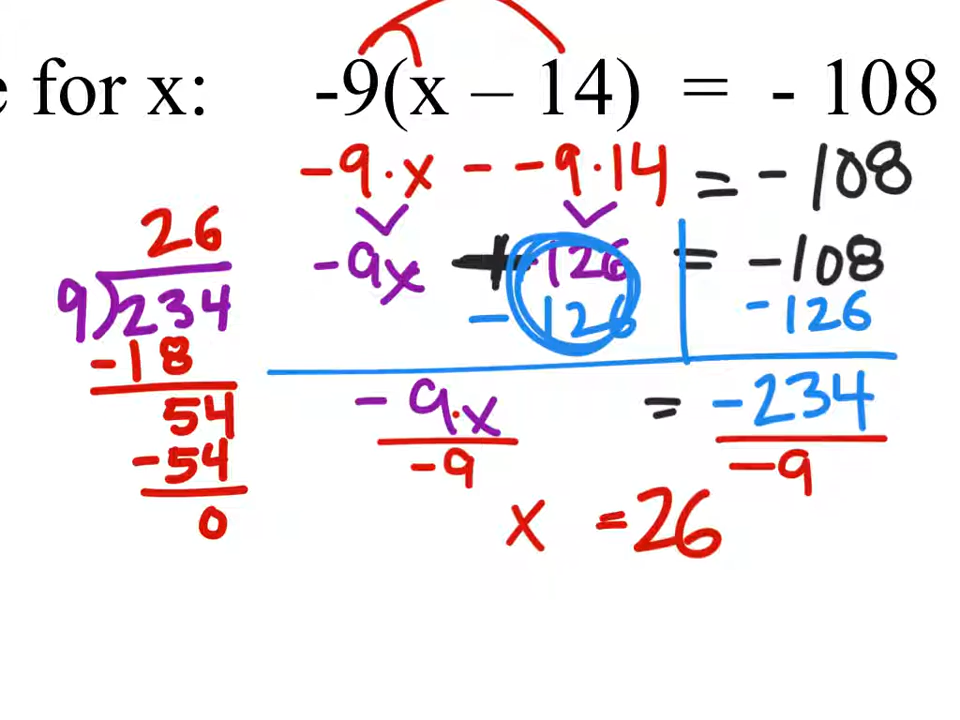 e for x: -9(x – 14) = - 108
-9·x - -9·14 = -108
-9x + 126 = -108
- 126 -126
-9·x = -234
-9 -9
x = 26
26
9)234
-18
54
-54
0